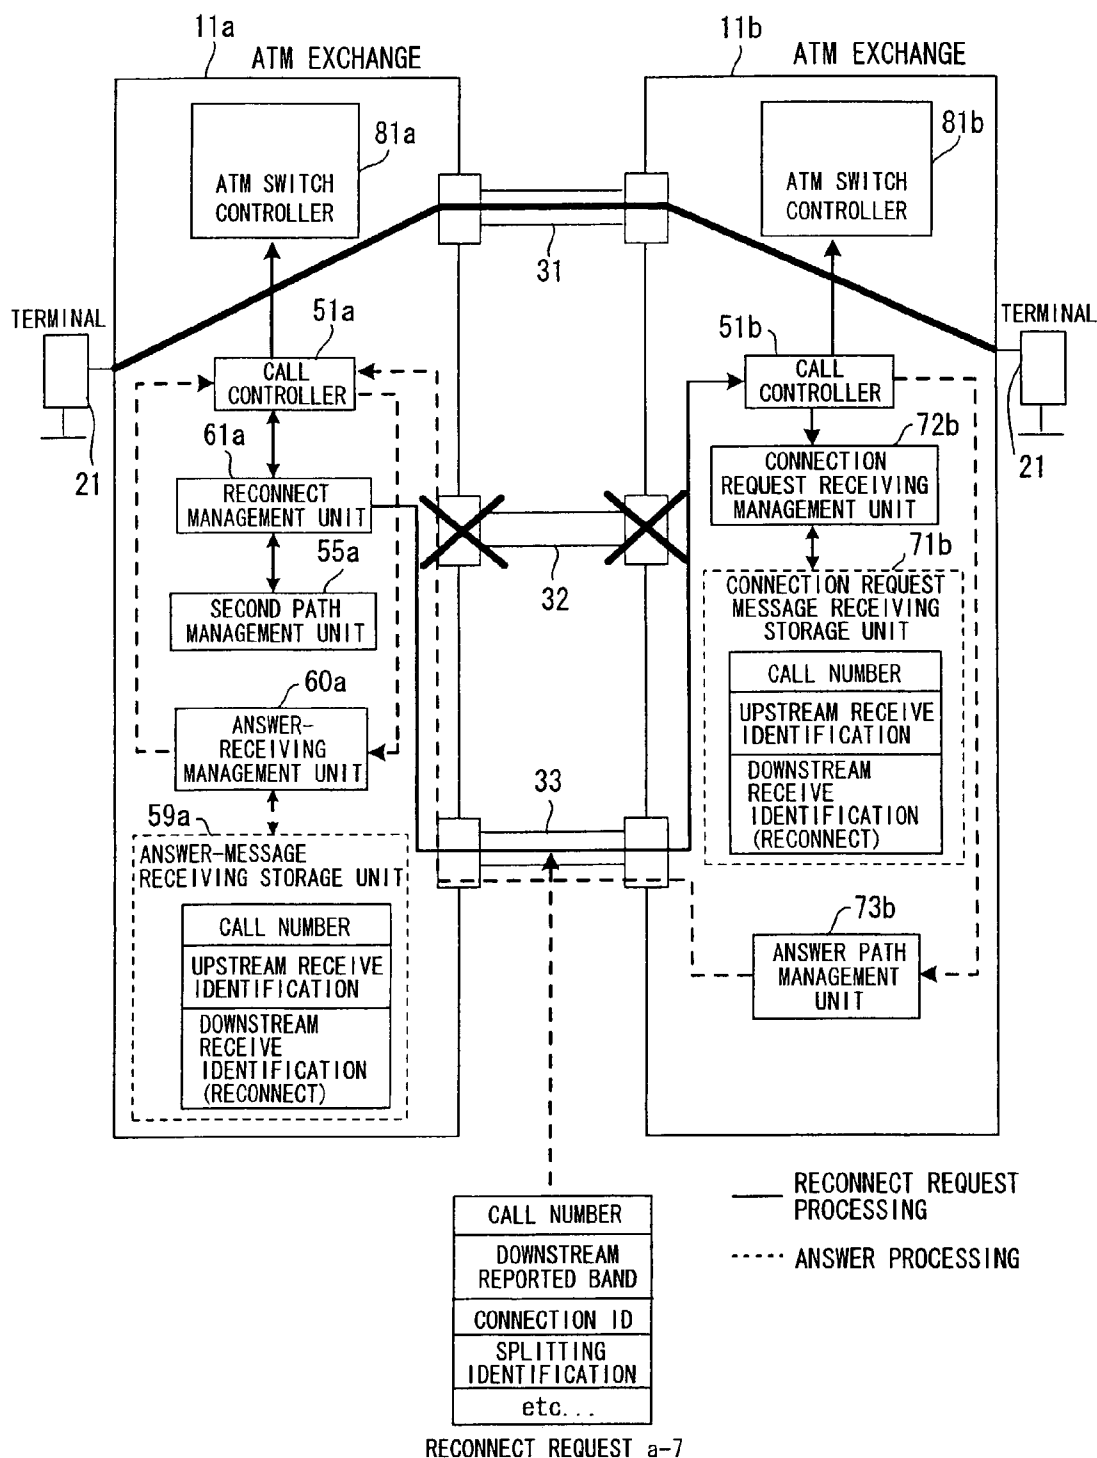 11a
ATM EXCHANGE
11b
ATM EXCHANGE
81a
ATM SWITCH
CONTROLLER
81b
ATM SWITCH
CONTROLLER
31
TERMINAL
21
51a
CALL
CONTROLLER
61a
RECONNECT
MANAGEMENT UNIT
55a
SECOND PATH
MANAGEMENT UNIT
60a
ANSWER-
RECEIVING
MANAGEMENT UNIT
59a
ANSWER-MESSAGE
RECEIVING STORAGE UNIT
CALL NUMBER
UPSTREAM RECEIVE
IDENTIFICATION
DOWNSTREAM
RECEIVE
IDENTIFICATION
(RECONNECT)
32
33
51b
CALL
CONTROLLER
TERMINAL
21
72b
CONNECTION
REQUEST RECEIVING
MANAGEMENT UNIT
71b
CONNECTION REQUEST
MESSAGE RECEIVING
STORAGE UNIT
CALL NUMBER
UPSTREAM RECEIVE
IDENTIFICATION
DOWNSTREAM
RECEIVE
IDENTIFICATION
(RECONNECT)
73b
ANSWER PATH
MANAGEMENT
UNIT
CALL NUMBER
DOWNSTREAM
REPORTED BAND
CONNECTION ID
SPLITTING
IDENTIFICATION
etc...
RECONNECT REQUEST a-7
RECONNECT REQUEST
PROCESSING
ANSWER PROCESSING